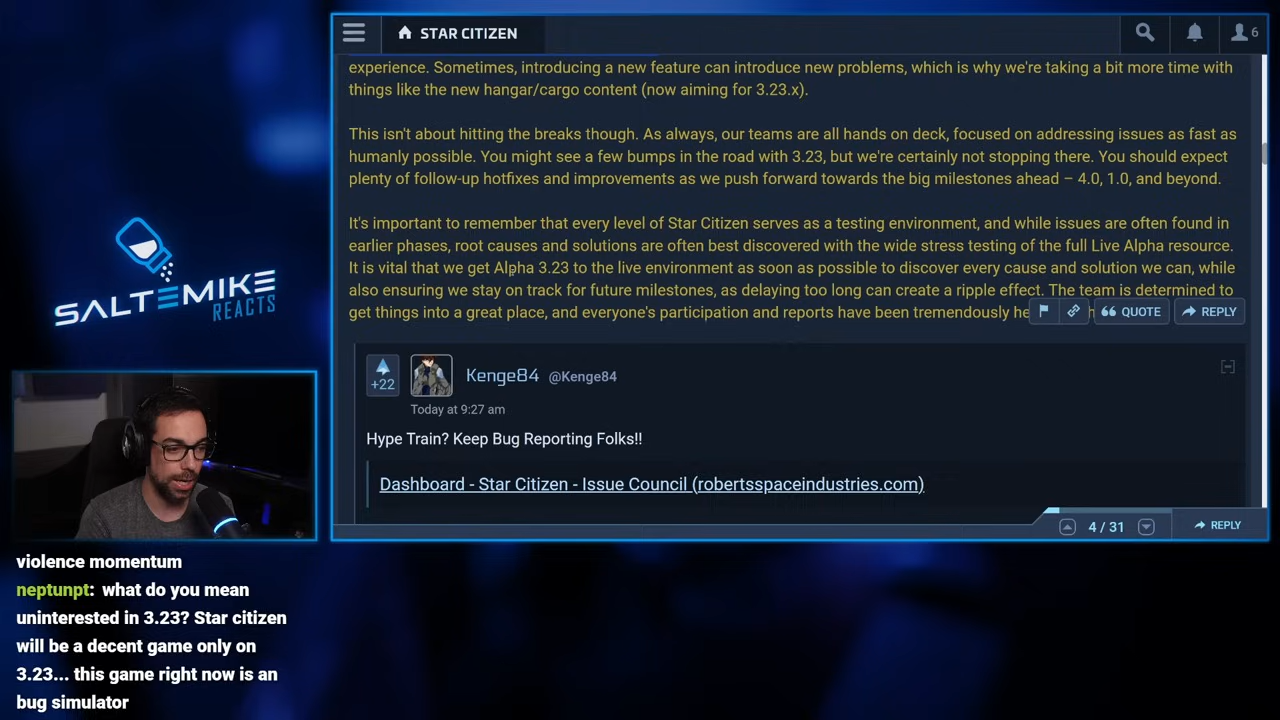 STAR CITIZEN
6
experience. Sometimes, introducing a new feature can introduce new problems, which is why we're taking a bit more time with
things like the new hangar/cargo content (now aiming for 3.23.x).
This isn't about hitting the breaks though. As always, our teams are all hands on deck, focused on addressing issues as fast as
humanly possible. You might see a few bumps in the road with 3.23, but we're certainly not stopping there. You should expect
plenty of follow-up hotfixes and improvements as we push forward towards the big milestones ahead – 4.0, 1.0, and beyond.
It's important to remember that every level of Star Citizen serves as a testing environment, and while issues are often found in
earlier phases, root causes and solutions are often best discovered with the wide stress testing of the full Live Alpha resource.
It is vital that we get Alpha 3.23 to the live environment as soon as possible to discover every cause and solution we can, while
also ensuring we stay on track for future milestones, as delaying too long can create a ripple effect. The team is determined to
get things into a great place, and everyone's participation and reports have been tremendously he
QUOTE
REPLY
+22
Kenge84 @Kenge84
Today at 9:27 am
Hype Train? Keep Bug Reporting Folks!!
Dashboard - Star Citizen - Issue Council (robertsspaceindustries.com)
4 / 31
REPLY
SALTEMIKE
REACTS
violence momentum
neptunpt: what do you mean
uninterested in 3.23? Star citizen
will be a decent game only on
3.23... this game right now is an
bug simulator